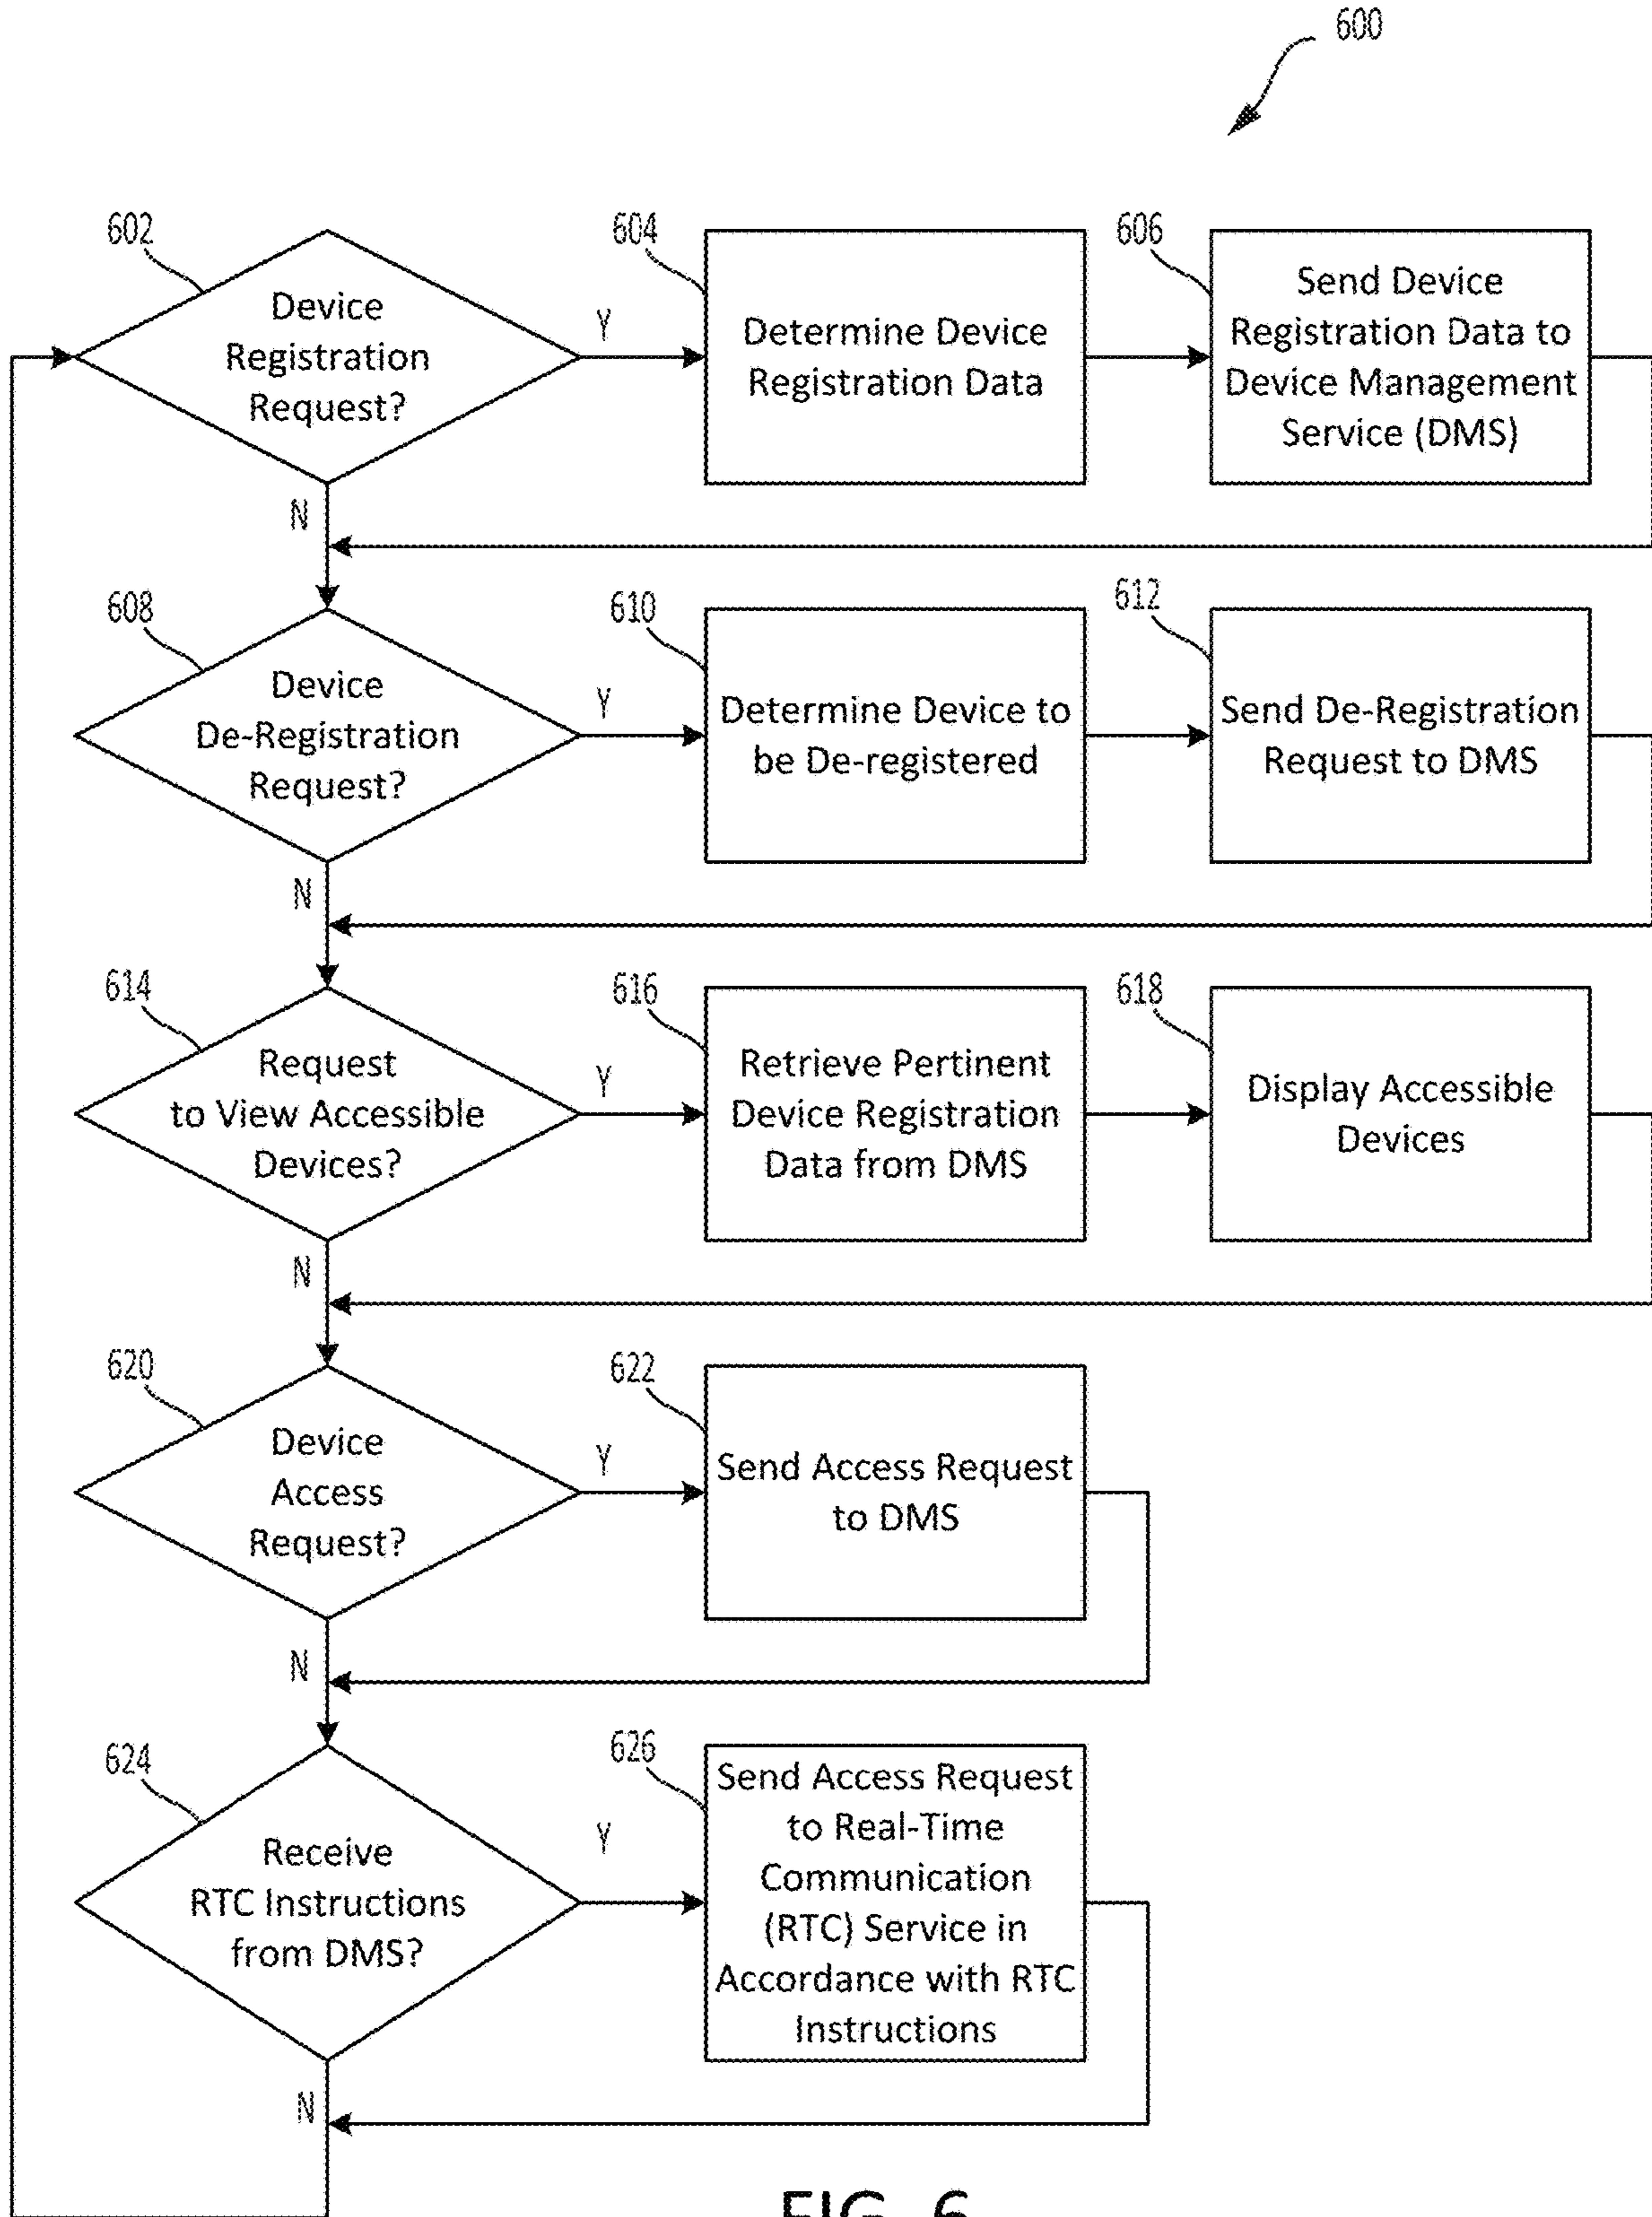 600
602
Device
Registration
Request?
Y
604
Determine Device
Registration Data
606
Send Device
Registration Data to
Device Management
Service (DMS)
N
608
Device
De-Registration
Request?
Y
610
Determine Device to
be De-registered
612
Send De-Registration
Request to DMS
N
614
Request
to View Accessible
Devices?
Y
616
Retrieve Pertinent
Device Registration
Data from DMS
618
Display Accessible
Devices
N
620
Device
Access
Request?
Y
622
Send Access Request
to DMS
N
624
Receive
RTC Instructions
from DMS?
Y
626
Send Access Request
to Real-Time
Communication
(RTC) Service in
Accordance with RTC
Instructions
N
FIG. 6